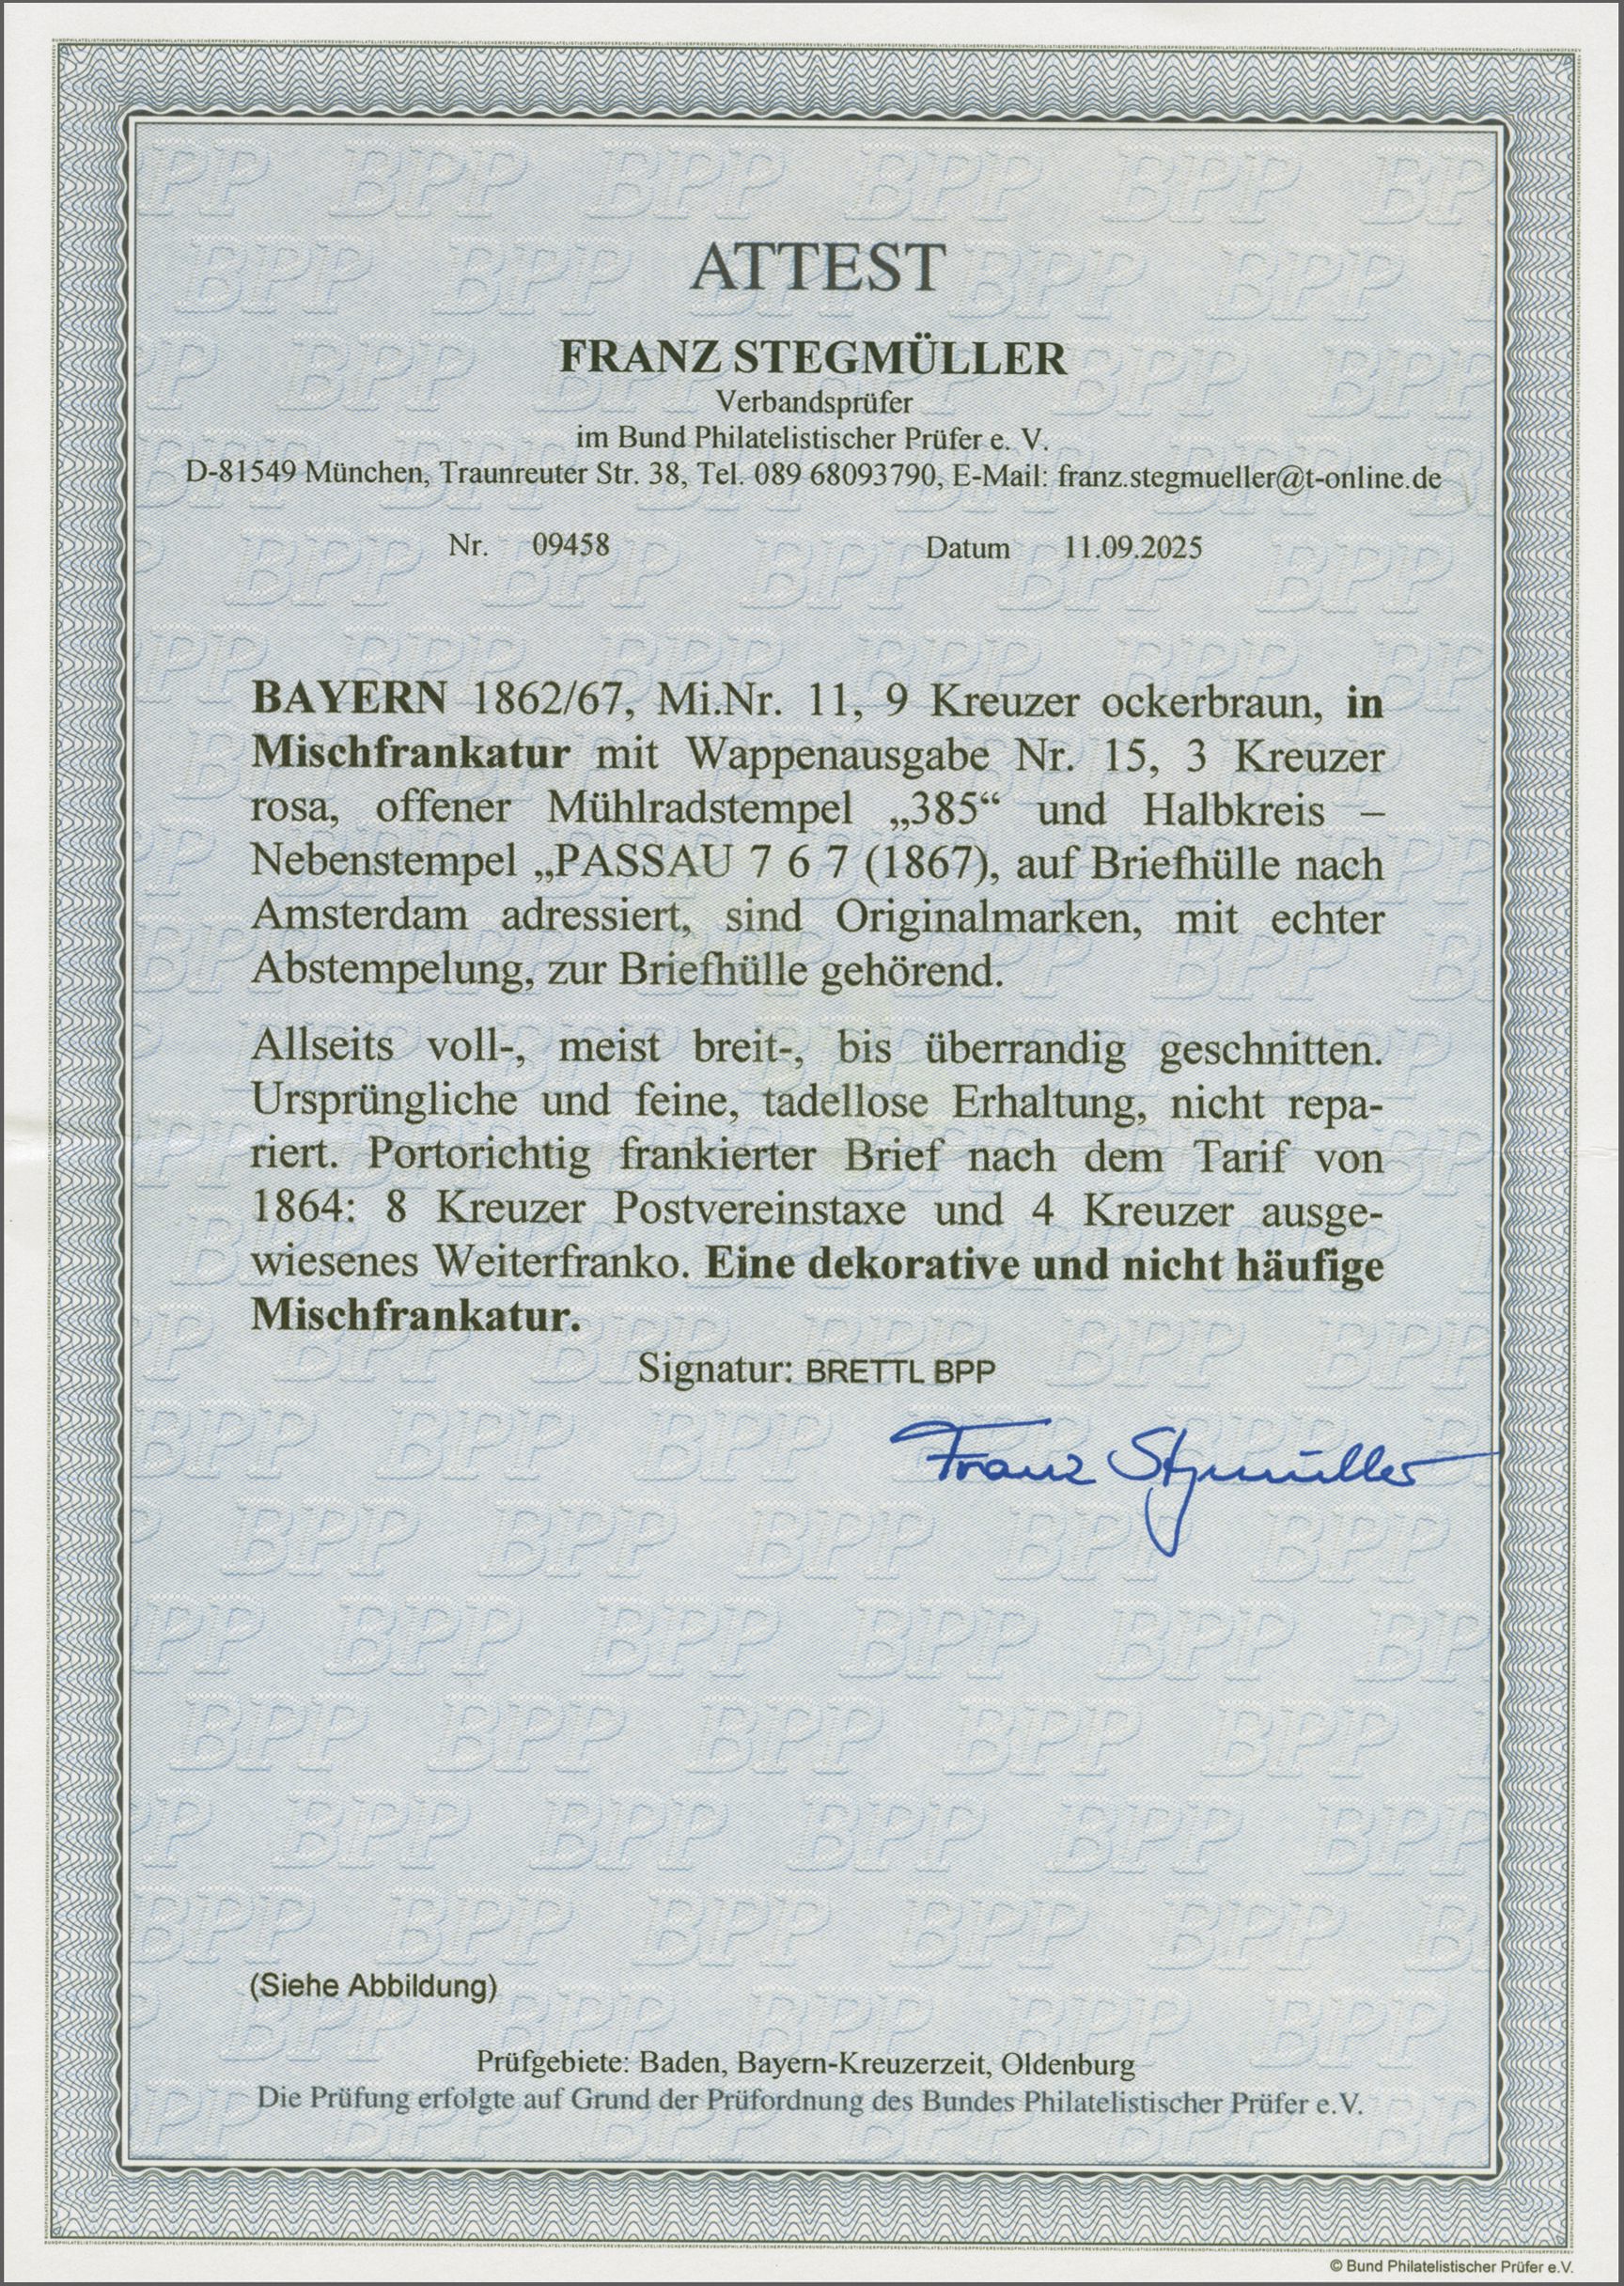 ATTEST
FRANZ STEGMÜLLER
Verbandsprüfer
im Bund Philatelistischer Prüfer e. V.
D-81549 München, Traunreuter Str. 38, Tel. 089 68093790, E-Mail: franz.stegmueller@t-online.de
Nr. 09458 Datum 11.09.2025
BAYERN 1862/67, Mi.Nr. 11, 9 Kreuzer ockerbraun, in
Mischfrankatur mit Wappenausgabe Nr. 15, 3 Kreuzer
rosa, offener Mühlradstempel „385“ und Halbkreis –
Nebenstempel „PASSAU 7 6 7 (1867), auf Briefhülle nach
Amsterdam adressiert, sind Originalmarken, mit echter
Abstempelung, zur Briefhülle gehörend.
Allseits voll-, meist breit-, bis überrandig geschnitten.
Ursprüngliche und feine, tadellose Erhaltung, nicht repa-
riert. Portorichtig frankierter Brief nach dem Tarif von
1864: 8 Kreuzer Postvereinstaxe und 4 Kreuzer ausge-
wiesenes Weiterfranko. Eine dekorative und nicht häufige
Mischfrankatur.
Signatur: BRETTL BPP
Franz Stegmüller
(Siehe Abbildung)
Prüfgebiete: Baden, Bayern-Kreuzerzeit, Oldenburg
Die Prüfung erfolgte auf Grund der Prüfordnung des Bundes Philatelistischer Prüfer e.V.
© Bund Philatelistischer Prüfer e.V.